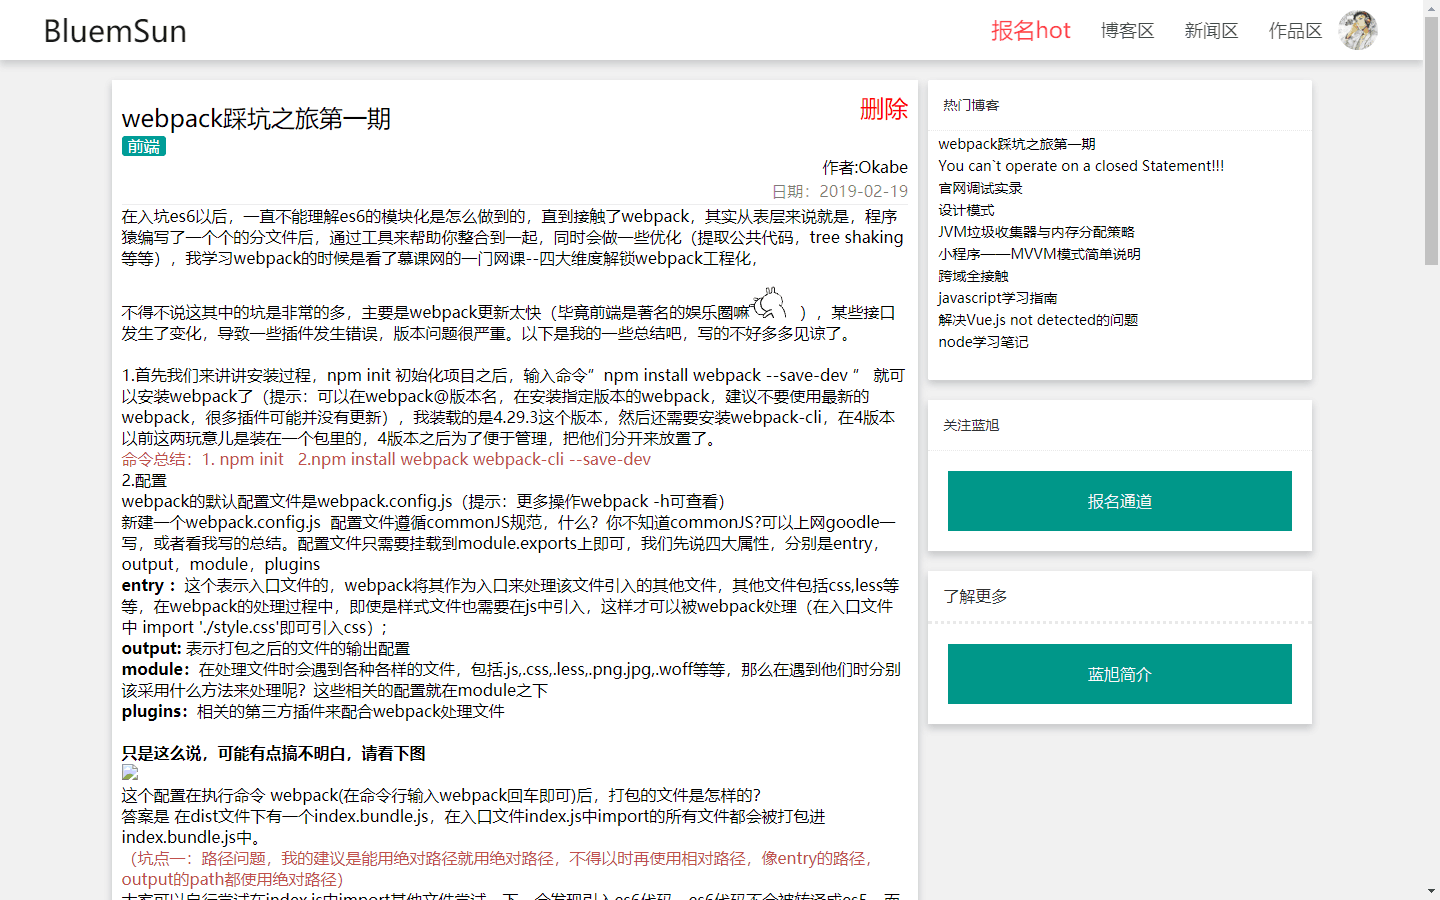 BluemSun
报名hot
博客区
新闻区
作品区
webpack踩坑之旅第一期
删除
前端
作者:Okabe
日期：2019-02-19
在入坑es6以后，一直不能理解es6的模块化是怎么做到的，直到接触了webpack，其实从表层来说就是，程序
猿编写了一个个的分文件后，通过工具来帮助你整合到一起，同时会做一些优化（提取公共代码，tree shaking
等等），我学习webpack的时候是看了慕课网的一门网课--四大维度解锁webpack工程化，
不得不说这其中的坑是非常的多，主要是webpack更新太快（毕竟前端是著名的娱乐圈嘛 ），某些接口
发生了变化，导致一些插件发生错误，版本问题很严重。以下是我的一些总结吧，写的不好多多见谅了。
1.首先我们来讲讲安装过程，npm init 初始化项目之后，输入命令” npm install webpack --save-dev “ 就可
以安装webpack了（提示：可以在webpack@版本名，在安装指定版本的webpack，建议不要使用最新的
webpack，很多插件可能并没有更新），我装载的是4.29.3这个版本，然后还需要安装webpack-cli，在4版本
以前这两玩意儿是装在一个包里的，4版本之后为了便于管理，把他们分开来放置了。
命令总结：1. npm init 2.npm install webpack webpack-cli --save-dev
2.配置
webpack的默认配置文件是webpack.config.js（提示：更多操作webpack -h可查看）
新建一个webpack.config.js 配置文件遵循commonJS规范，什么？你不知道commonJS?可以上网goodle一
写，或者看我写的总结。配置文件只需要挂载到module.exports上即可，我们先说四大属性，分别是entry，
output，module，plugins
entry ：这个表示入口文件的，webpack将其作为入口来处理该文件引入的其他文件，其他文件包括css,less等
等，在webpack的处理过程中，即使是样式文件也需要在js中引入，这样才可以被webpack处理（在入口文件
中 import './style.css'即可引入css）;
output: 表示打包之后的文件的输出配置
module：在处理文件时会遇到各种各样的文件，包括.js,.css,.less,.png.jpg,.woff等等，那么在遇到他们时分别
该采用什么方法来处理呢？这些相关的配置就在module之下
plugins：相关的第三方插件来配合webpack处理文件
只是这么说，可能有点搞不明白，请看下图
这个配置在执行命令 webpack(在命令行输入webpack回车即可)后，打包的文件是怎样的？
答案是 在dist文件下有一个index.bundle.js，在入口文件index.js中import的所有文件都会被打包进
index.bundle.js中。
（坑点一：路径问题，我的建议是能用绝对路径就用绝对路径，不得以时再使用相对路径，像entry的路径，
output的path都使用绝对路径）
大家可以自行尝试在index.js中import其他文件尝试一下，会发现引入es6代码，es6代码不会被转译成es5，而
热门博客
webpack踩坑之旅第一期
You can`t operate on a closed Statement!!!
官网调试实录
设计模式
JVM垃圾收集器与内存分配策略
小程序——MVVM模式简单说明
跨域全接触
javascript学习指南
解决Vue.js not detected的问题
node学习笔记
关注蓝旭
报名通道
了解更多
蓝旭简介